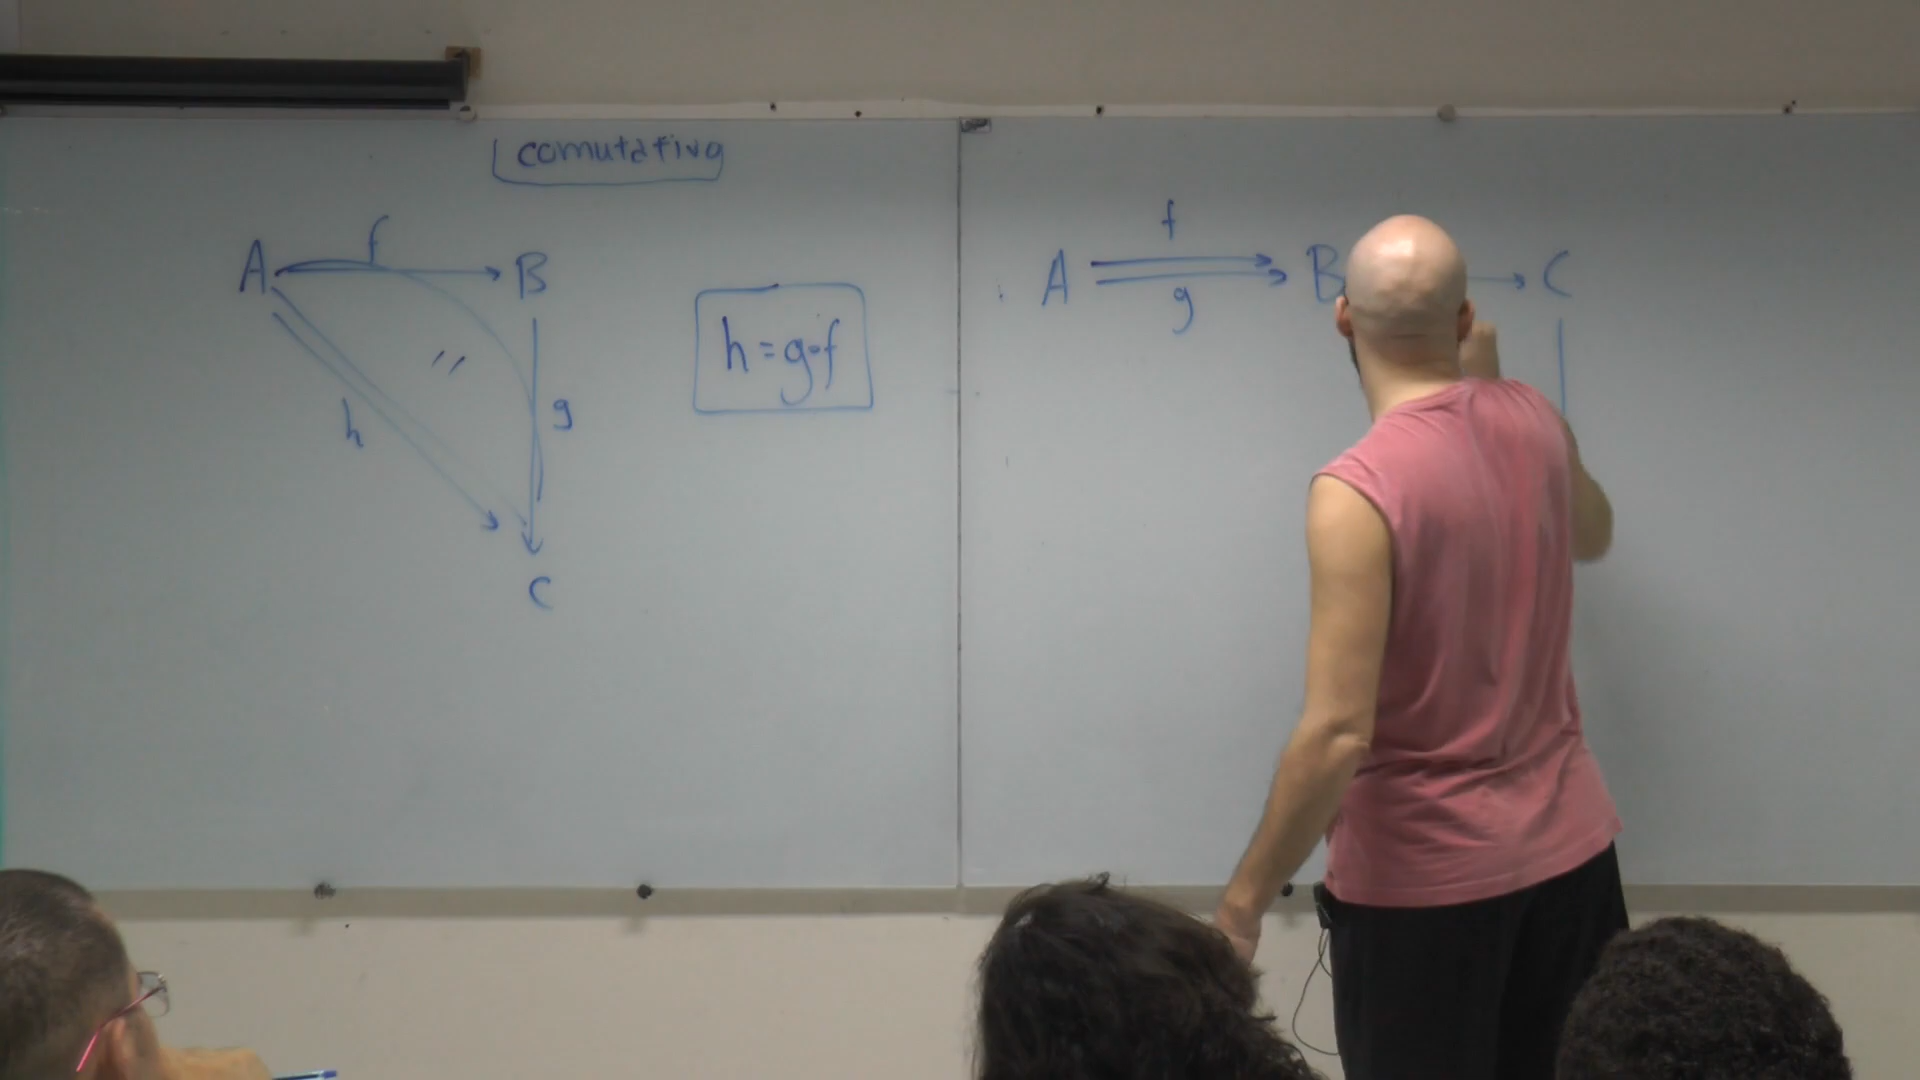 comutativo
A f B
h g
C
h=g∘f
f
A B C
g